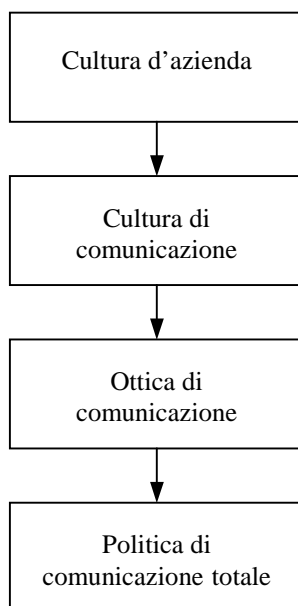 Cultura d’azienda
Cultura di
comunicazione
Ottica di
comunicazione
Politica di
comunicazione totale